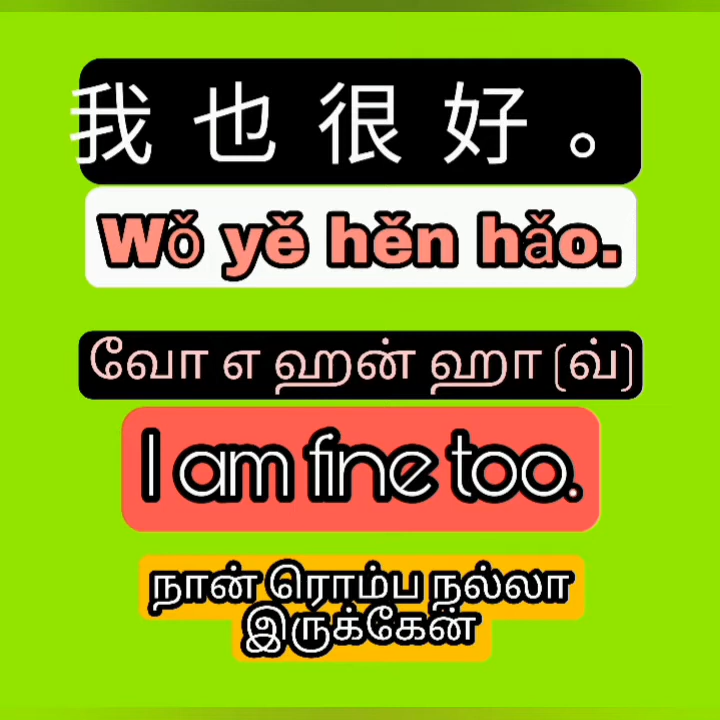 我也很好。
Wǒ yě hěn hǎo.
வோ எ ஹன் ஹா (வ்)
I am fine too.
நான் ரொம்ப நல்லா
இருக்கேன்